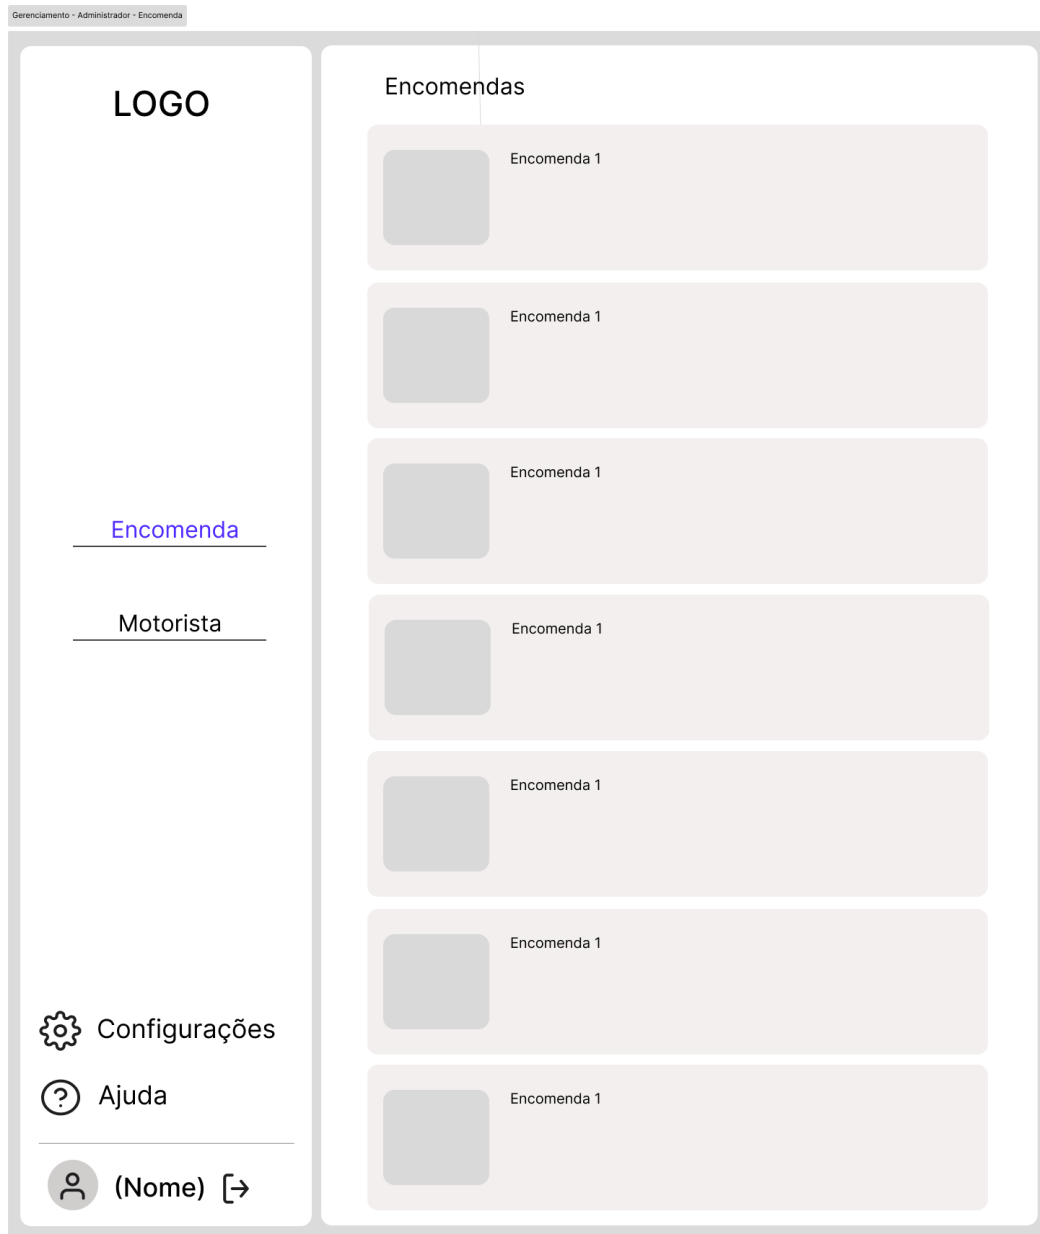 Gerenciamento - Administrador - Encomenda
LOGO
Encomenda
Motorista
Configurações
Ajuda
(Nome)
Encomendas
Encomenda 1
Encomenda 1
Encomenda 1
Encomenda 1
Encomenda 1
Encomenda 1
Encomenda 1